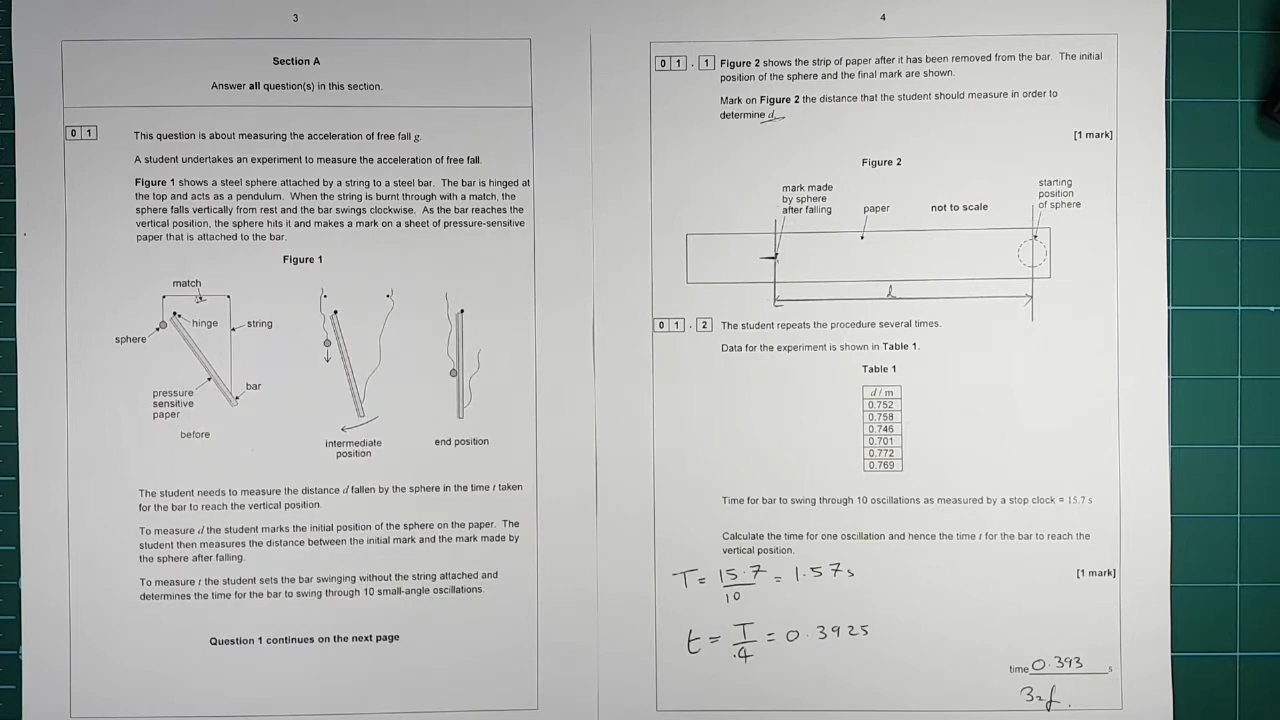 3
Section A
Answer all question(s) in this section.
0 1
This question is about measuring the acceleration of free fall g.
A student undertakes an experiment to measure the acceleration of free fall.
Figure 1 shows a steel sphere attached by a string to a steel bar. The bar is hinged at
the top and acts as a pendulum. When the string is burnt through with a match, the
sphere falls vertically from rest and the bar swings clockwise. As the bar reaches the
vertical position, the sphere hits it and makes a mark on a sheet of pressure-sensitive
paper that is attached to the bar.
Figure 1
match
hinge
string
sphere
bar
pressure
sensitive
paper
before
intermediate
position
end position
The student needs to measure the distance d fallen by the sphere in the time t taken
for the bar to reach the vertical position.
To measure d the student marks the initial position of the sphere on the paper. The
student then measures the distance between the initial mark and the mark made by
the sphere after falling.
To measure t the student sets the bar swinging without the string attached and
determines the time for the bar to swing through 10 small-angle oscillations.
Question 1 continues on the next page
4
0 1 . 1 Figure 2 shows the strip of paper after it has been removed from the bar. The initial
position of the sphere and the final mark are shown.
Mark on Figure 2 the distance that the student should measure in order to
determine d.
[1 mark]
Figure 2
mark made
by sphere
after falling
paper
not to scale
starting
position
of sphere
d
0 1 . 2 The student repeats the procedure several times.
Data for the experiment is shown in Table 1.
Table 1
d / m
0.752
0.758
0.746
0.701
0.772
0.769
Time for bar to swing through 10 oscillations as measured by a stop clock = 15.7 s
Calculate the time for one oscillation and hence the time t for the bar to reach the
vertical position.
[1 mark]
T = 15.7 / 10 = 1.57s
t = T / 4 = 0.3925
time 0.393 s
3sf.